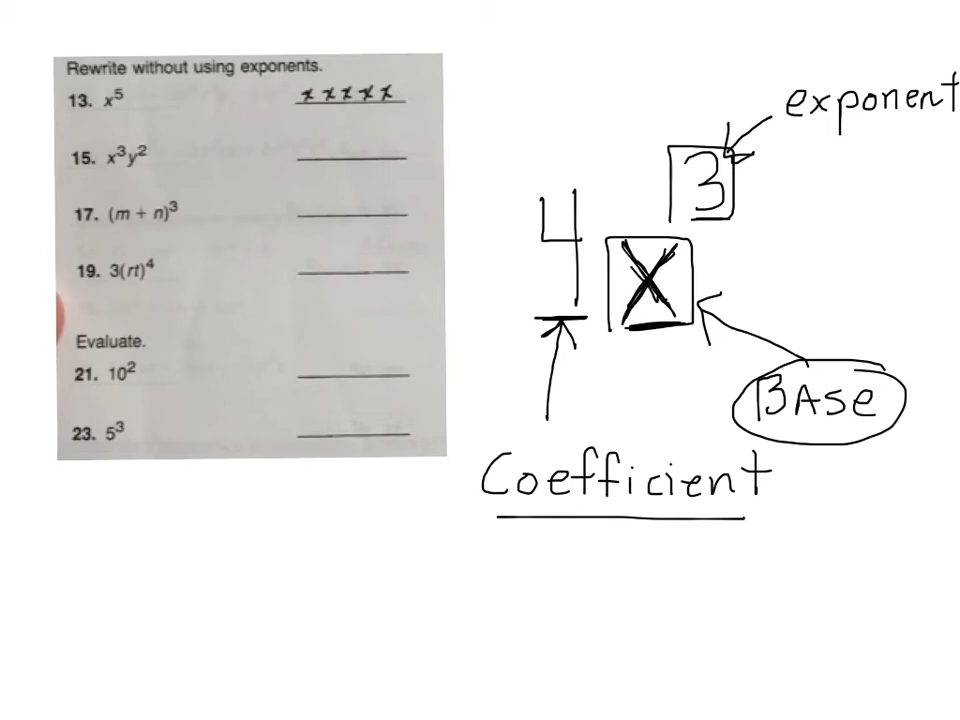 Rewrite without using exponents.
13. x⁵ x x x x x
15. x³y²
17. (m + n)³
19. 3(rt)⁴
Evaluate.
21. 10²
23. 5³
exponent
3
4 X
BASE
Coefficient